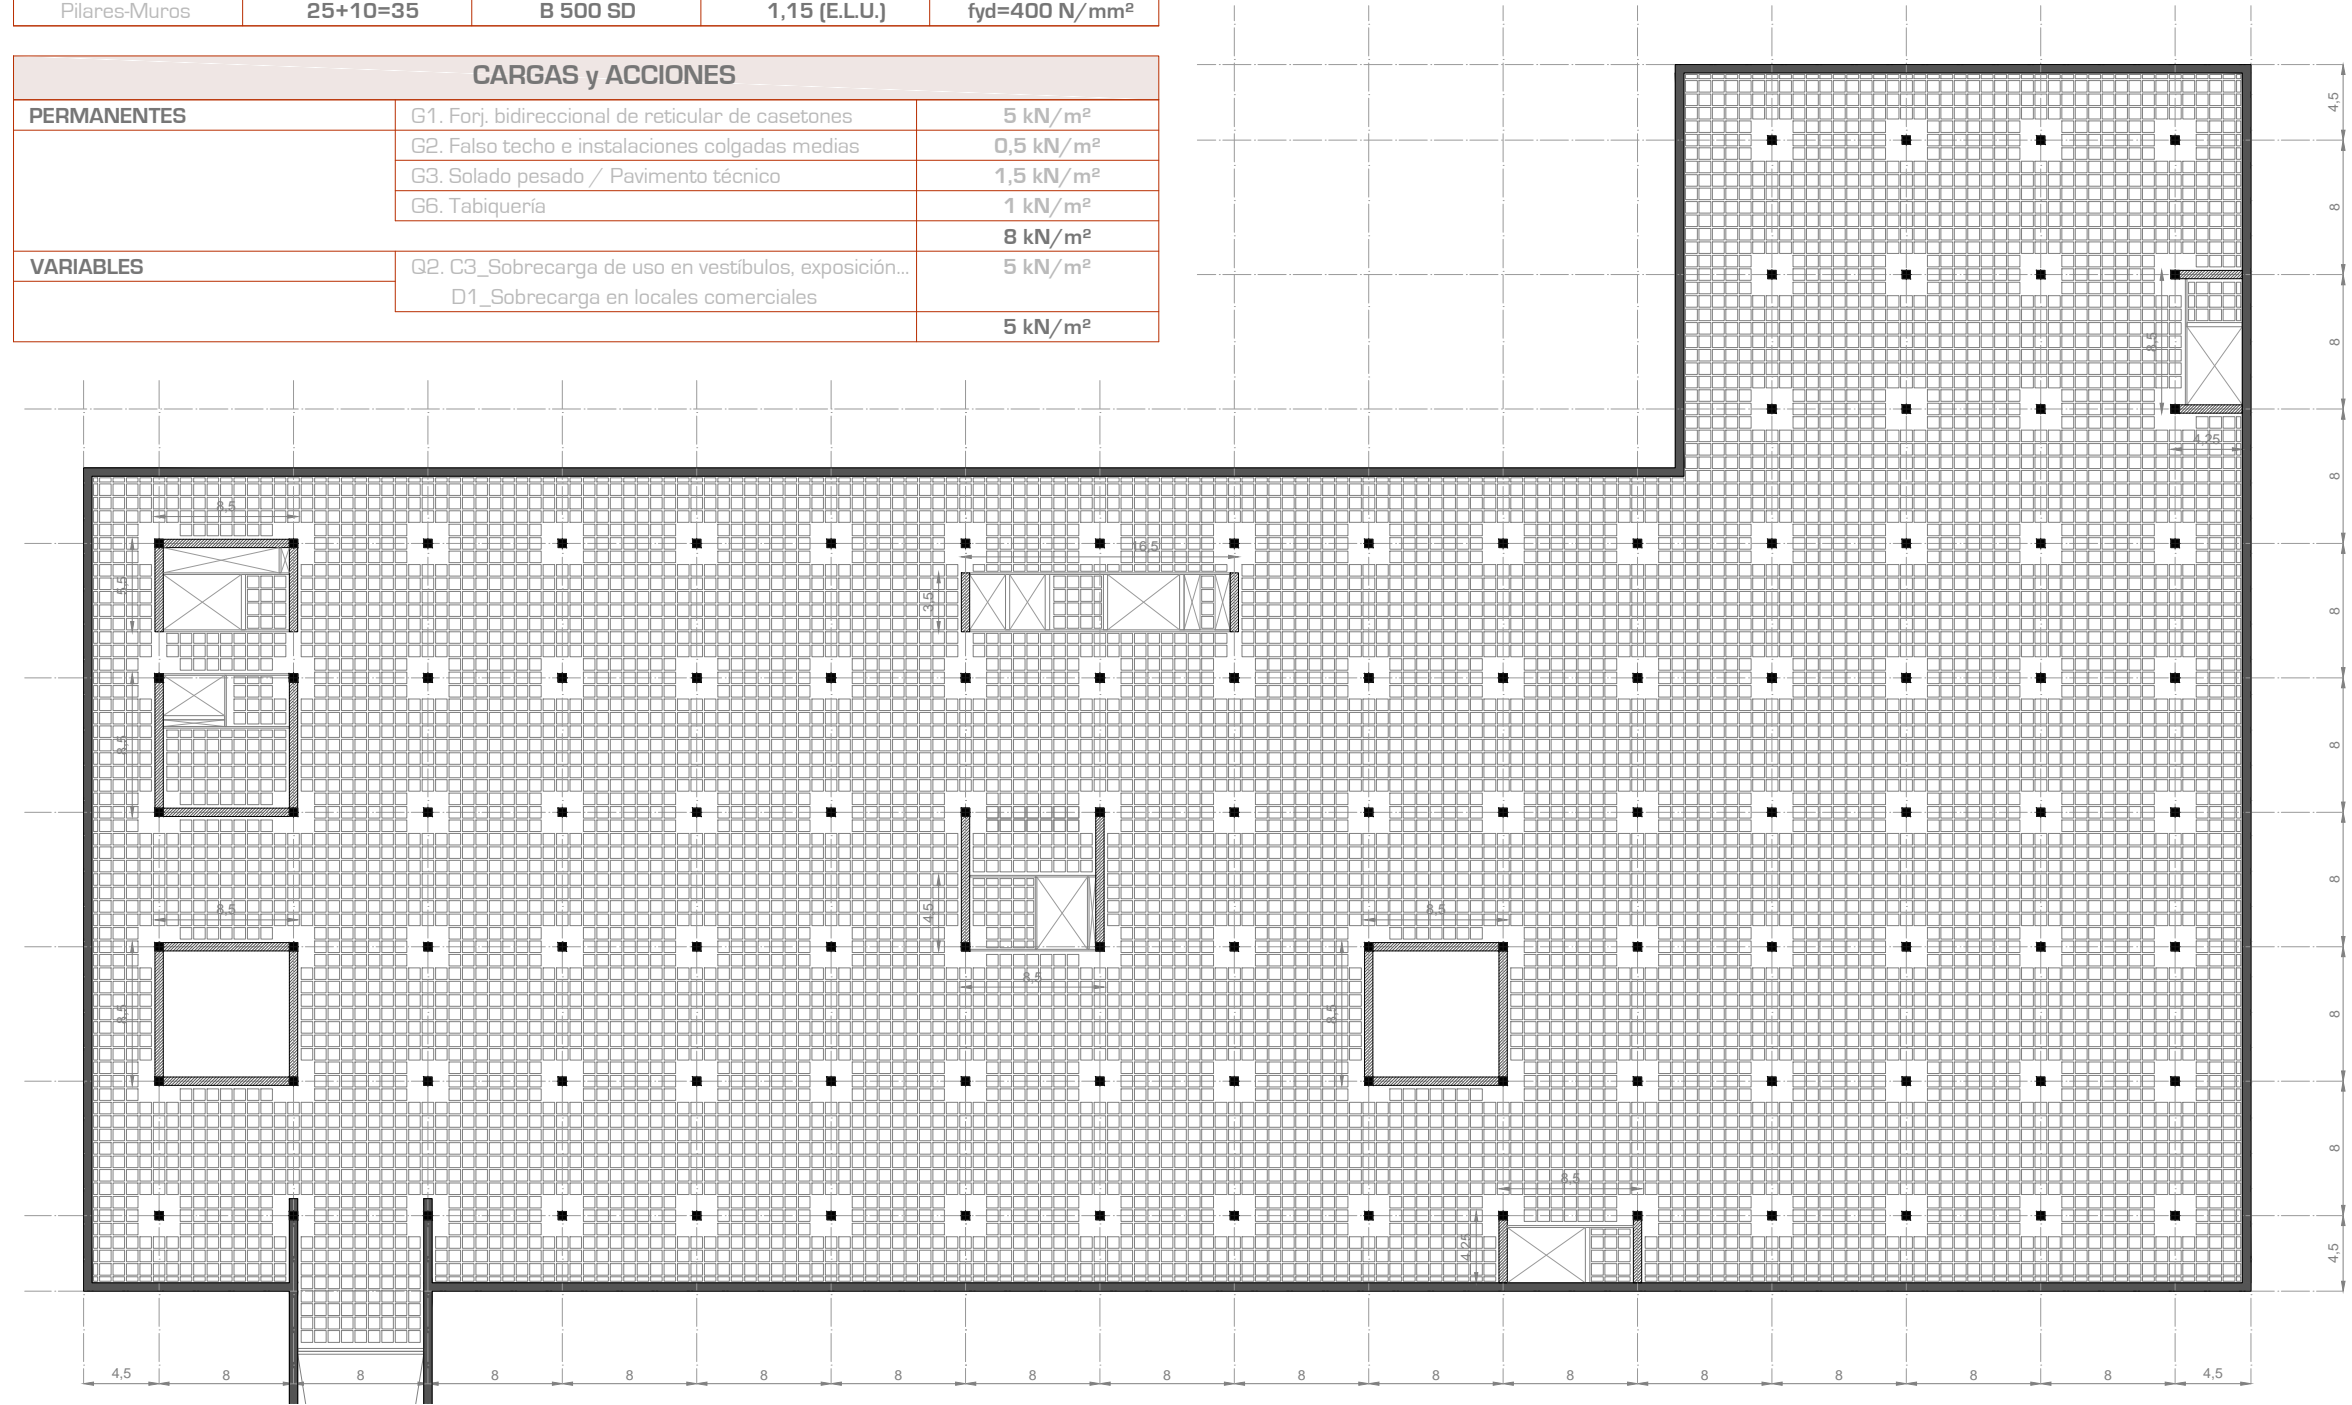 Pilares-Muros 25+10=35 B 500 SD 1,15 (E.L.U.) fyd=400 N/mm²
CARGAS y ACCIONES
PERMANENTES G1. Forj. bidireccional de reticular de casetones 5 kN/m²
G2. Falso techo e instalaciones colgadas medias 0,5 kN/m²
G3. Solado pesado / Pavimento técnico 1,5 kN/m²
G6. Tabiquería 1 kN/m²
8 kN/m²
VARIABLES Q2. C3_Sobrecarga de uso en vestíbulos, exposición... 5 kN/m²
D1_Sobrecarga en locales comerciales
5 kN/m²
4,5
8
8
8,5
4,25
8
8,5
16,5
5,5
3,5
8
8,5
8
8,5
4,5
8,5
8
8,5
8,5
8,5
8
8,5
8
4,25
4,5
4,5 8 8 8 8 8 8 8 8 8 8 8 8 8 8 8 4,5